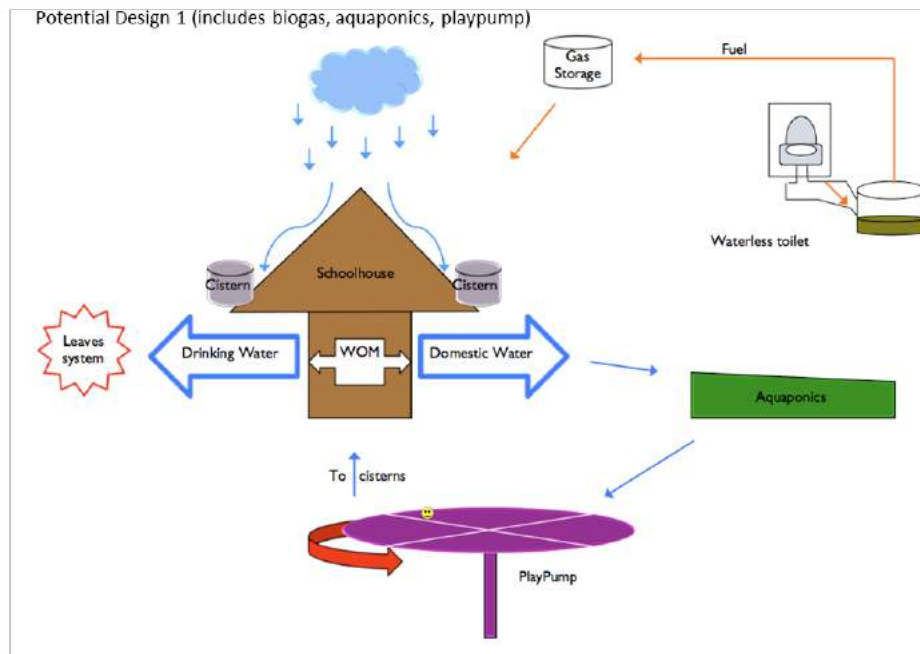 Potential Design 1 (includes biogas, aquaponics, playpump)
Fuel
Gas
Storage
Waterless toilet
Schoolhouse
Cistern
Cistern
Leaves
system
Drinking Water
WOM
Domestic Water
Aquaponics
To cisterns
PlayPump